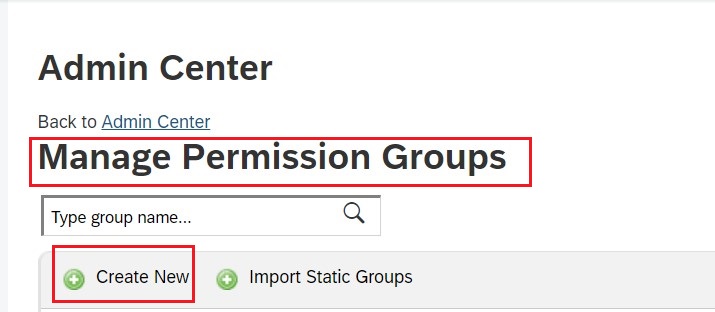 Admin Center
Back to Admin Center
Manage Permission Groups
Type group name...
Create New Import Static Groups